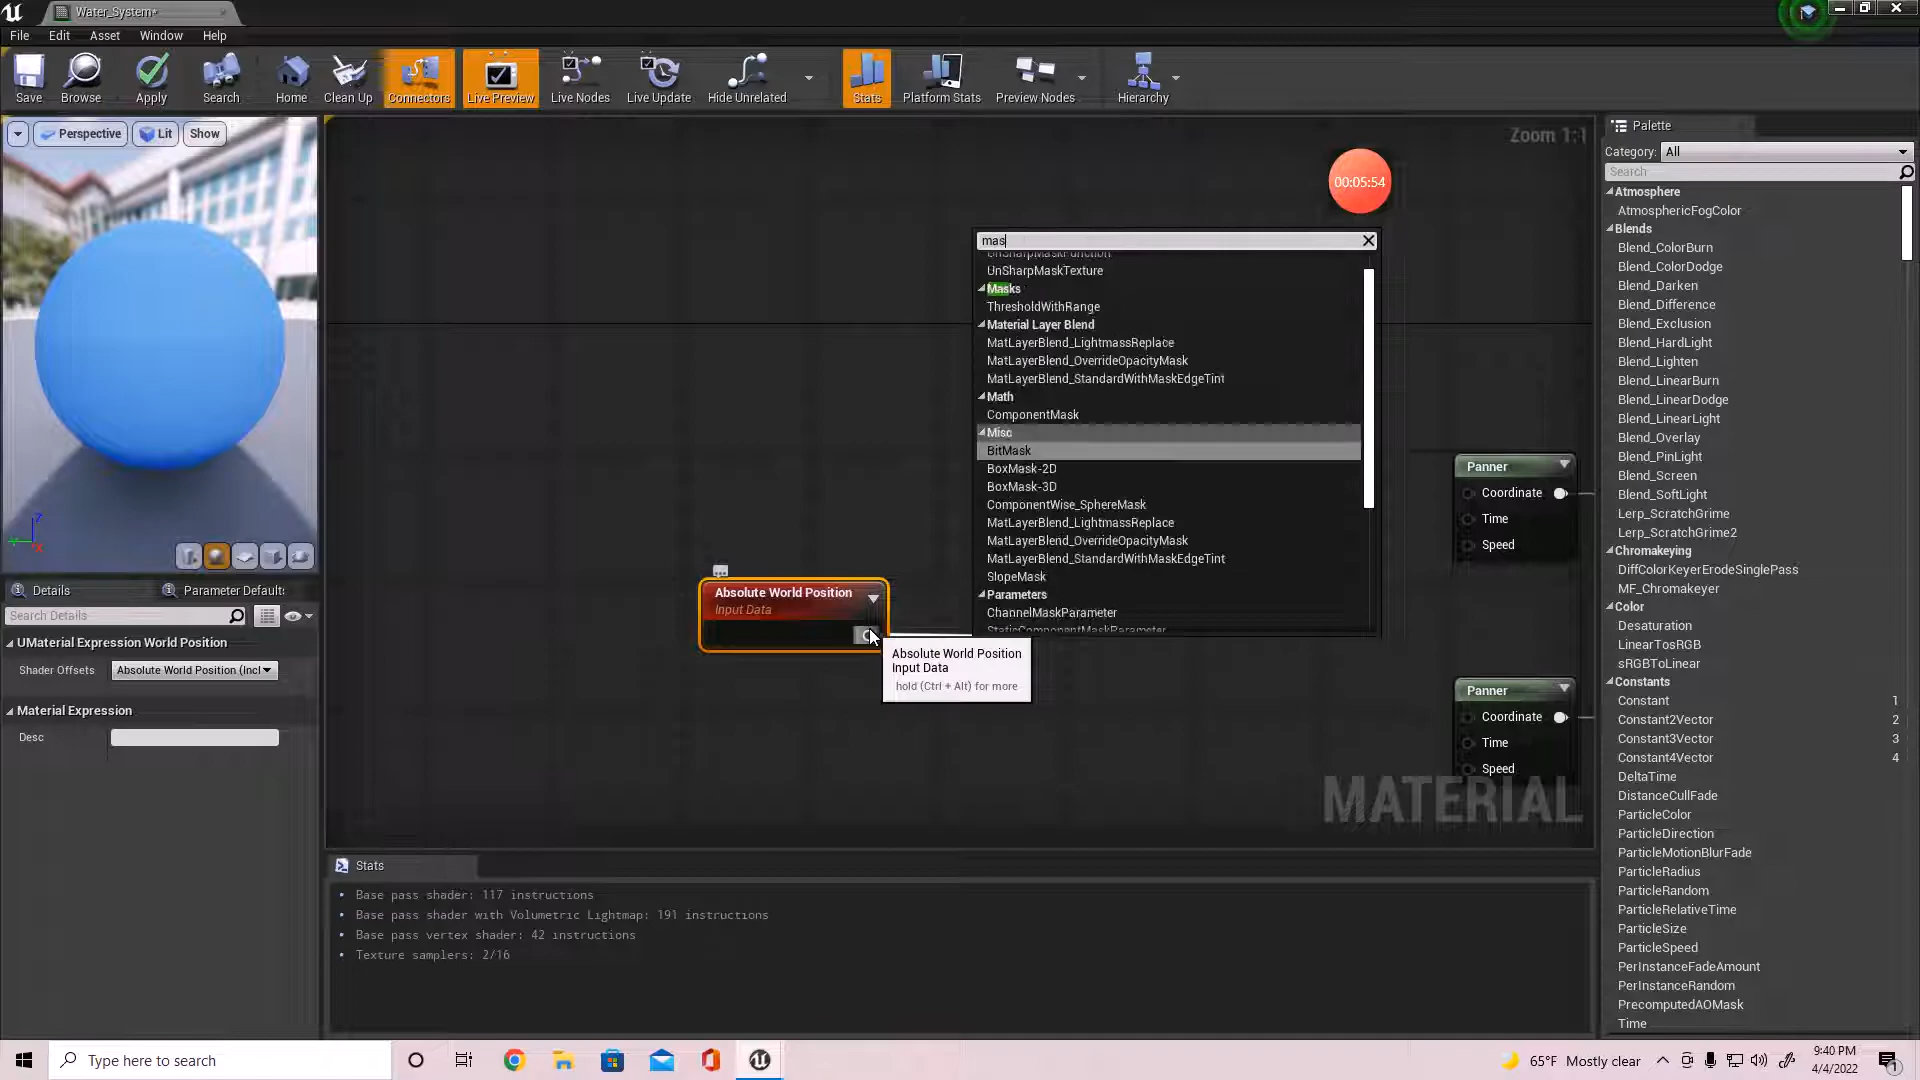 Water_System*
File Edit Asset Window Help
Save Browse Apply Search Home Clean Up Connectors Live Preview Live Nodes Live Update Hide Unrelated Stats Platform Stats Preview Nodes Hierarchy
Perspective Lit Show
Zoom 1:1
00:05:54
mas
UnSharpMaskFunction
UnSharpMaskTexture
Masks
ThresholdWithRange
Material Layer Blend
MatLayerBlend_LightmassReplace
MatLayerBlend_OverrideOpacityMask
MatLayerBlend_StandardWithMaskEdgeTint
Math
ComponentMask
Misc
BitMask
BoxMask-2D
BoxMask-3D
ComponentWise_SphereMask
MatLayerBlend_LightmassReplace
MatLayerBlend_OverrideOpacityMask
MatLayerBlend_StandardWithMaskEdgeTint
SlopeMask
Parameters
ChannelMaskParameter
StaticComponentMaskParameter
Absolute World Position
Input Data
Absolute World Position
Input Data
hold (Ctrl + Alt) for more
Panner
Coordinate
Time
Speed
Panner
Coordinate
Time
Speed
MATERIAL
Z
Y
X
Details Parameter Defaults
Search Details
UMaterial Expression World Position
Shader Offsets Absolute World Position (Incl
Material Expression
Desc
Stats
Base pass shader: 117 instructions
Base pass shader with Volumetric Lightmap: 191 instructions
Base pass vertex shader: 42 instructions
Texture samplers: 2/16
Palette
Category: All
Search
Atmosphere
AtmosphericFogColor
Blends
Blend_ColorBurn
Blend_ColorDodge
Blend_Darken
Blend_Difference
Blend_Exclusion
Blend_HardLight
Blend_Lighten
Blend_LinearBurn
Blend_LinearDodge
Blend_LinearLight
Blend_Overlay
Blend_PinLight
Blend_Screen
Blend_SoftLight
Lerp_ScratchGrime
Lerp_ScratchGrime2
Chromakeying
DiffColorKeyerErodeSinglePass
MF_Chromakeyer
Color
Desaturation
LinearTosRGB
sRGBToLinear
Constants
Constant 1
Constant2Vector 2
Constant3Vector 3
Constant4Vector 4
DeltaTime
DistanceCullFade
ParticleColor
ParticleDirection
ParticleMotionBlurFade
ParticleRadius
ParticleRandom
ParticleRelativeTime
ParticleSize
ParticleSpeed
PerInstanceFadeAmount
PerInstanceRandom
PrecomputedAOMask
Time
Type here to search
65°F Mostly clear
9:40 PM
4/4/2022
1